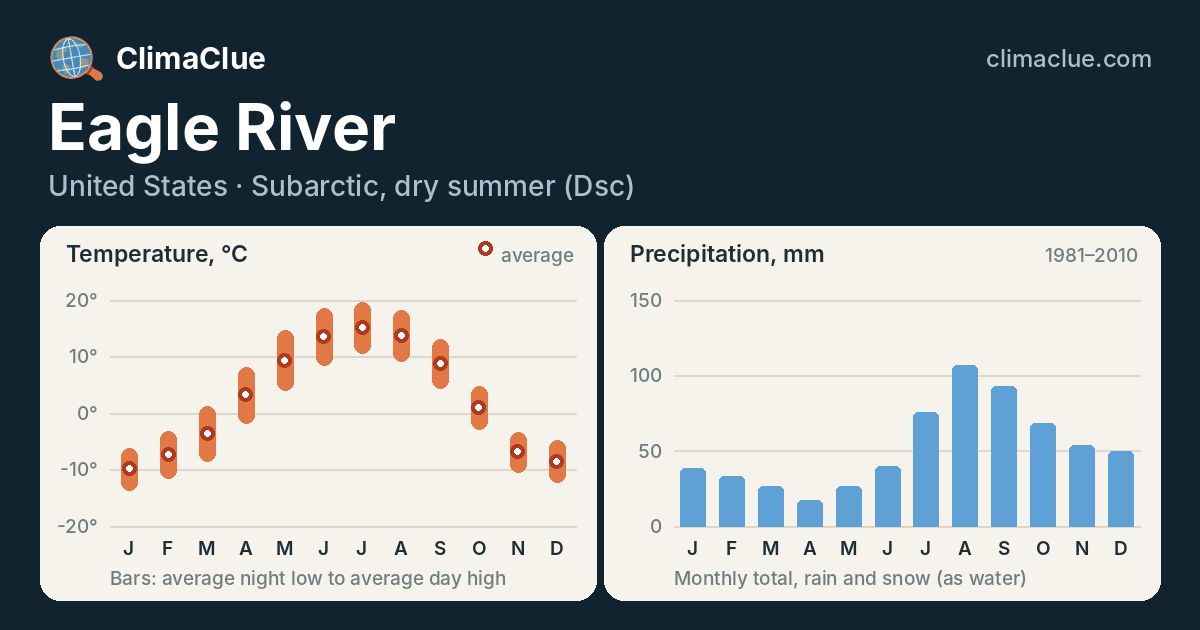 ClimaClue
climaclue.com
Eagle River
United States · Subarctic, dry summer (Dsc)
Temperature, °C
average
20°
10°
0°
-10°
-20°
J F M A M J J A S O N D
Bars: average night low to average day high
Precipitation, mm
1981–2010
150
100
50
0
J F M A M J J A S O N D
Monthly total, rain and snow (as water)